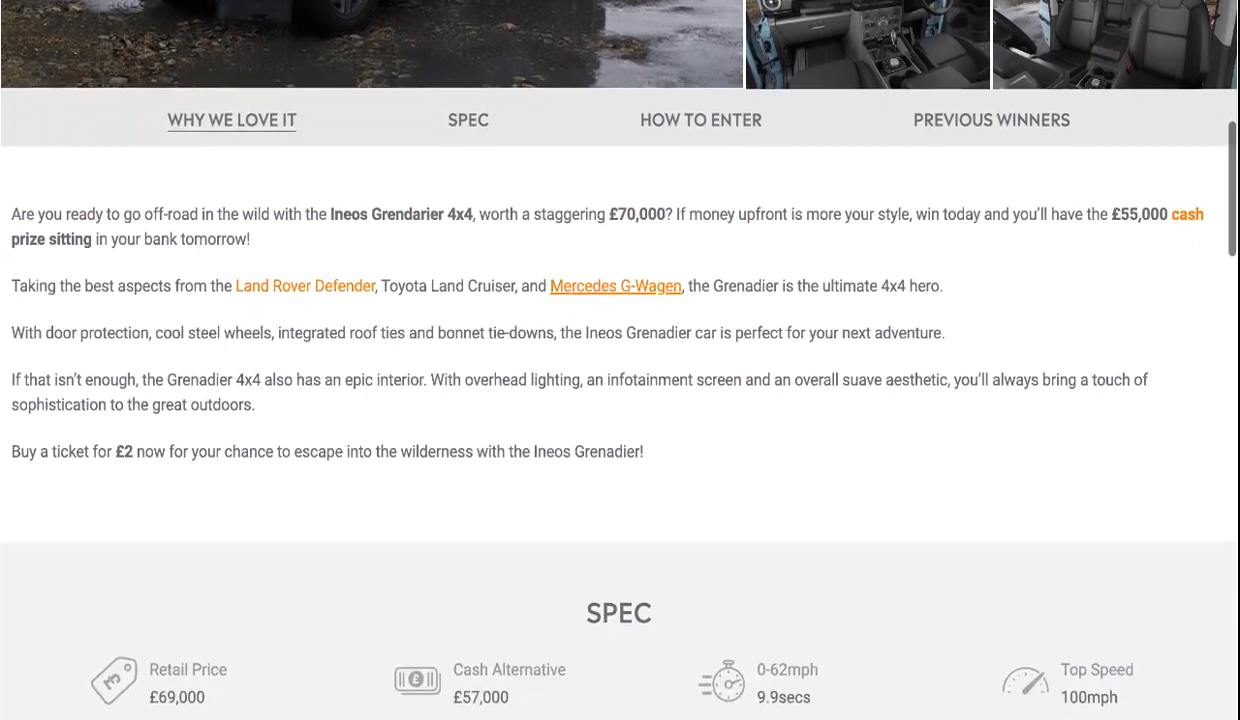 WHY WE LOVE IT SPEC HOW TO ENTER PREVIOUS WINNERS
Are you ready to go off-road in the wild with the Ineos Grendarier 4x4, worth a staggering £70,000? If money upfront is more your style, win today and you'll have the £55,000 cash
prize sitting in your bank tomorrow!
Taking the best aspects from the Land Rover Defender, Toyota Land Cruiser, and Mercedes G-Wagen, the Grenadier is the ultimate 4x4 hero.
With door protection, cool steel wheels, integrated roof ties and bonnet tie-downs, the Ineos Grenadier car is perfect for your next adventure.
If that isn't enough, the Grenadier 4x4 also has an epic interior. With overhead lighting, an infotainment screen and an overall suave aesthetic, you'll always bring a touch of
sophistication to the great outdoors.
Buy a ticket for £2 now for your chance to escape into the wilderness with the Ineos Grenadier!
SPEC
Retail Price Cash Alternative 0-62mph Top Speed
£69,000 £57,000 9.9secs 100mph